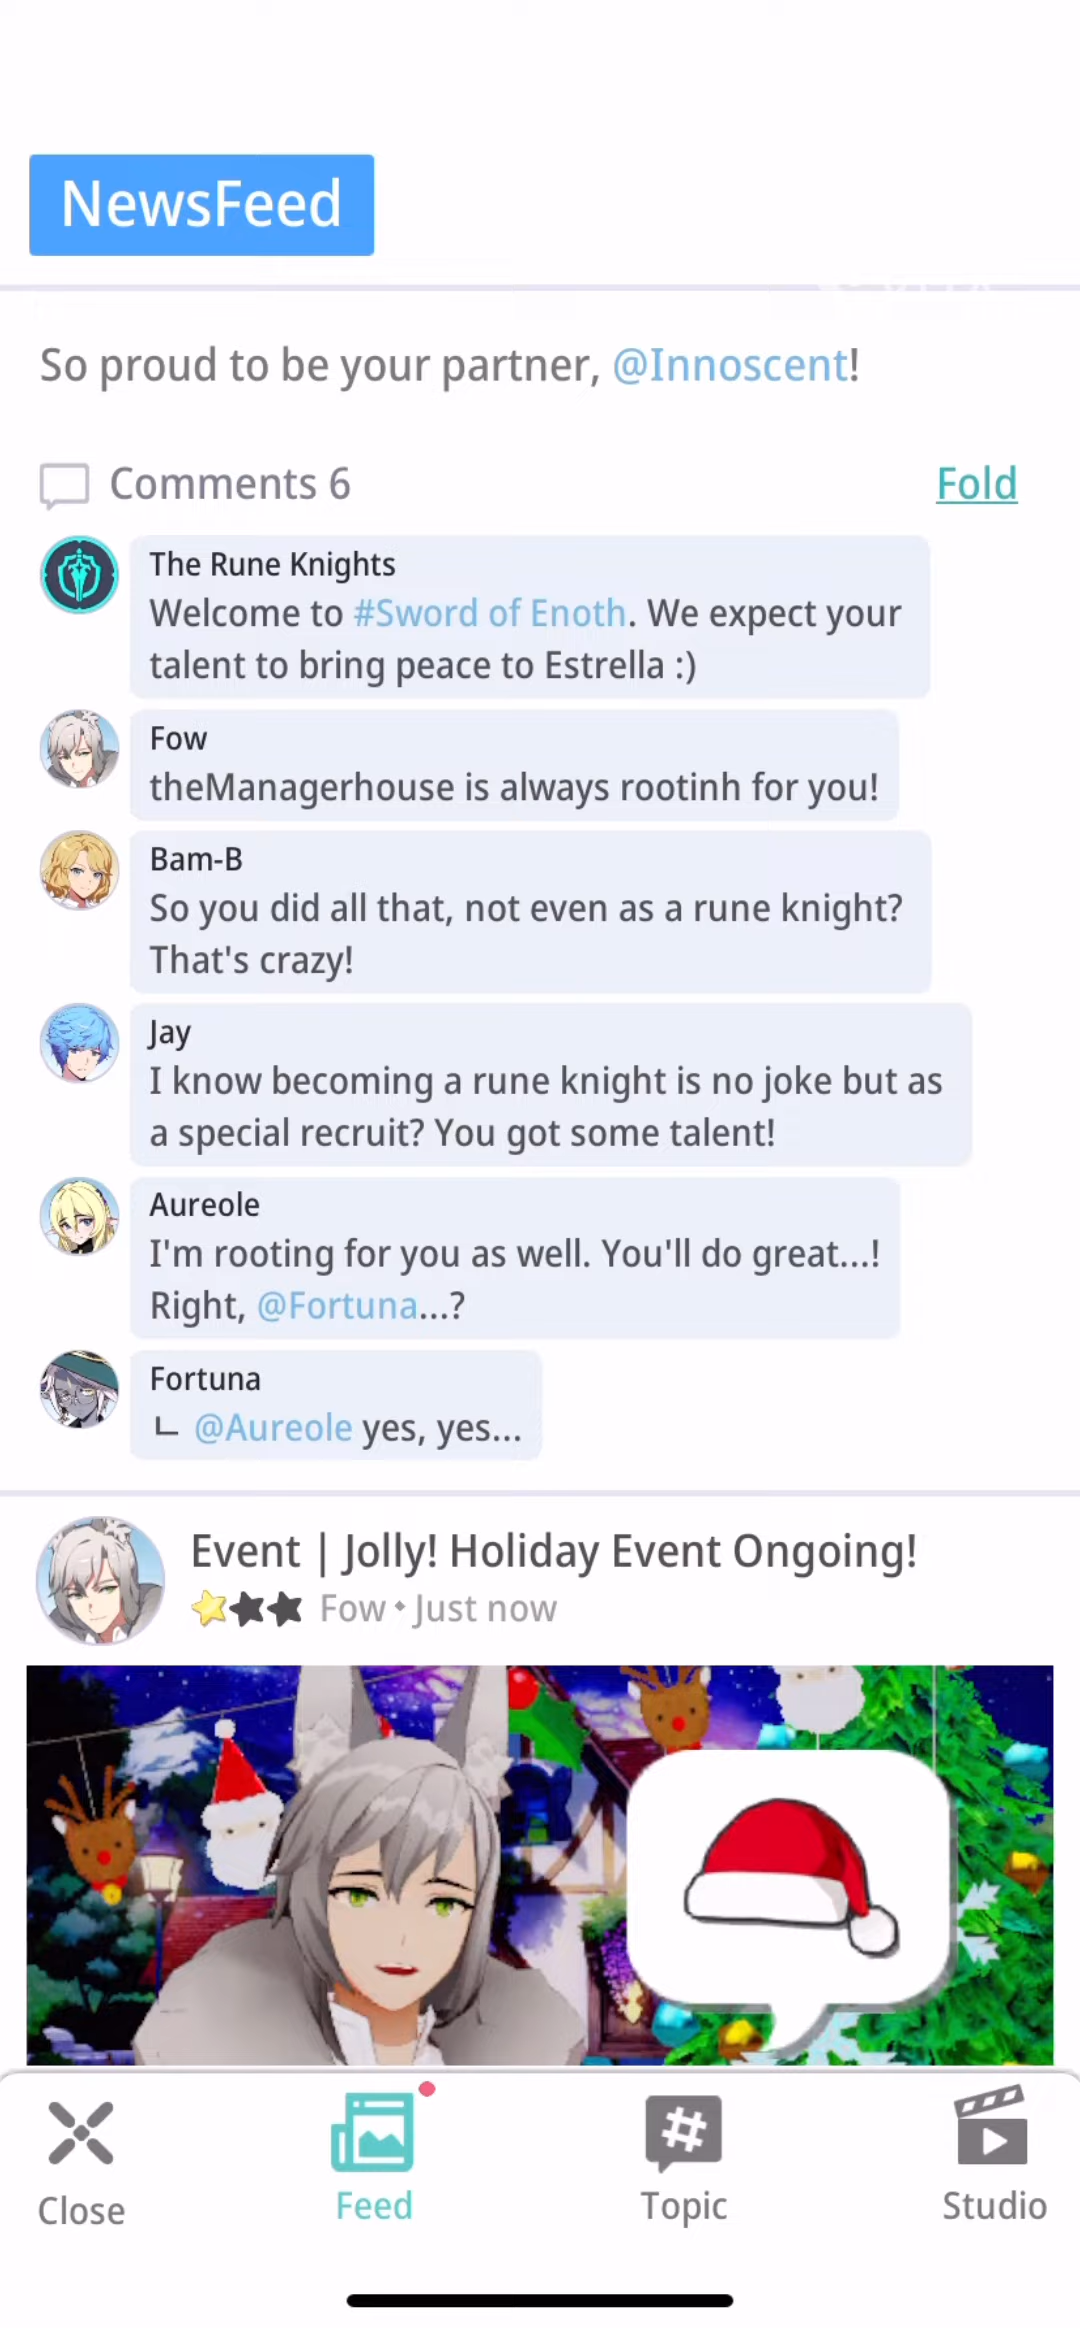 NewsFeed
So proud to be your partner, @Innoscent!
Comments 6
Fold
The Rune Knights
Welcome to #Sword of Enoth. We expect your
talent to bring peace to Estrella :)
Fow
theManagerhouse is always rootinh for you!
Bam-B
So you did all that, not even as a rune knight?
That's crazy!
Jay
I know becoming a rune knight is no joke but as
a special recruit? You got some talent!
Aureole
I'm rooting for you as well. You'll do great...!
Right, @Fortuna...?
Fortuna
ㄴ @Aureole yes, yes...
Event | Jolly! Holiday Event Ongoing!
Fow • Just now
Close
Feed
Topic
Studio